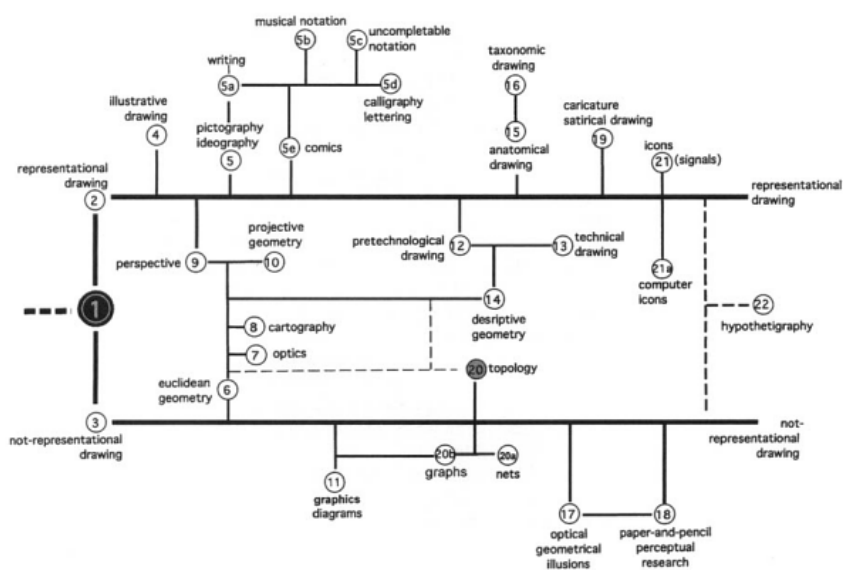 musical notation
5b
uncompletable
notation
5c
writing
5a
5d
calligraphy
lettering
taxonomic
drawing
16
illustrative
drawing
4
pictography
ideography
5
5e comics
15
anatomical
drawing
caricature
satirical drawing
19
icons
21 (signals)
representational
drawing
2
representational
drawing
projective
geometry
perspective 9
10
pretechnological
drawing 12
13 technical
drawing
21a
computer
icons
1
14
desriptive
geometry
22
hypothetigraphy
8 cartography
7 optics
euclidean
geometry 6
20 topology
3
not-representational
drawing
not-
representational
drawing
11
graphics
diagrams
20b
graphs
20a
nets
17
optical
geometrical
illusions
18
paper-and-pencil
perceptual
research